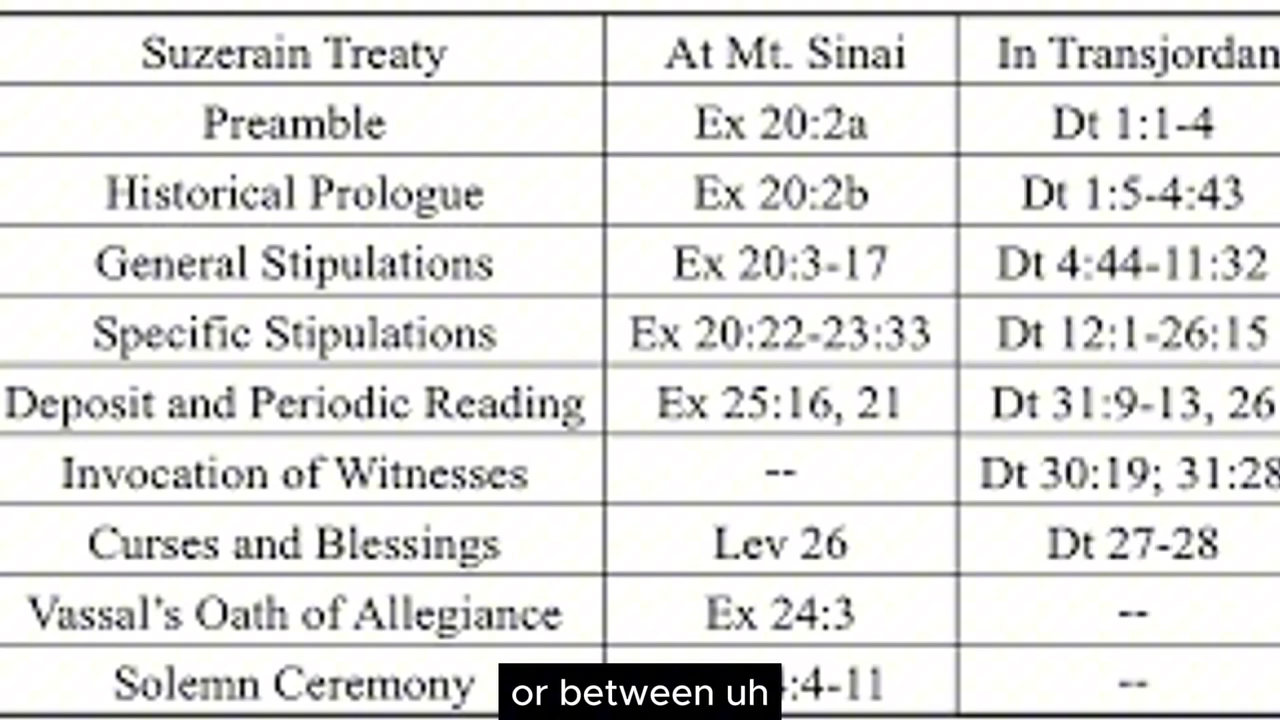 Suzerain Treaty At Mt. Sinai In Transjordan
Preamble Ex 20:2a Dt 1:1-4
Historical Prologue Ex 20:2b Dt 1:5-4:43
General Stipulations Ex 20:3-17 Dt 4:44-11:32
Specific Stipulations Ex 20:22-23:33 Dt 12:1-26:15
Deposit and Periodic Reading Ex 25:16, 21 Dt 31:9-13, 26
Invocation of Witnesses -- Dt 30:19; 31:28
Curses and Blessings Lev 26 Dt 27-28
Vassal's Oath of Allegiance Ex 24:3 --
Solemn Ceremony :4-11 --
or between uh